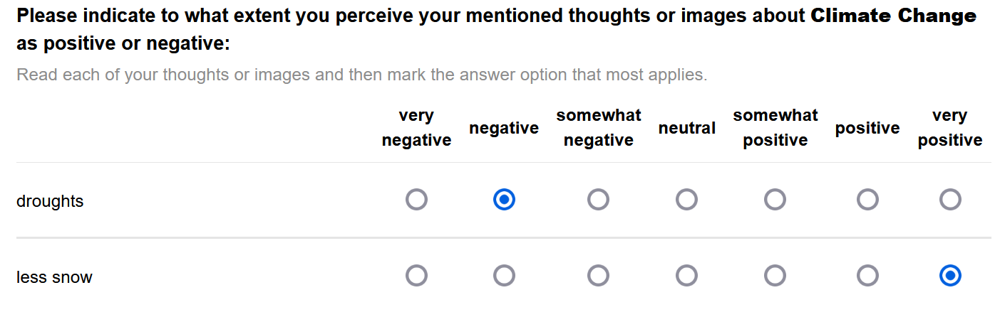 Please indicate to what extent you perceive your mentioned thoughts or images about Climate Change
as positive or negative:
Read each of your thoughts or images and then mark the answer option that most applies.
very negative
negative
somewhat negative
neutral
somewhat positive
positive
very positive
droughts
less snow